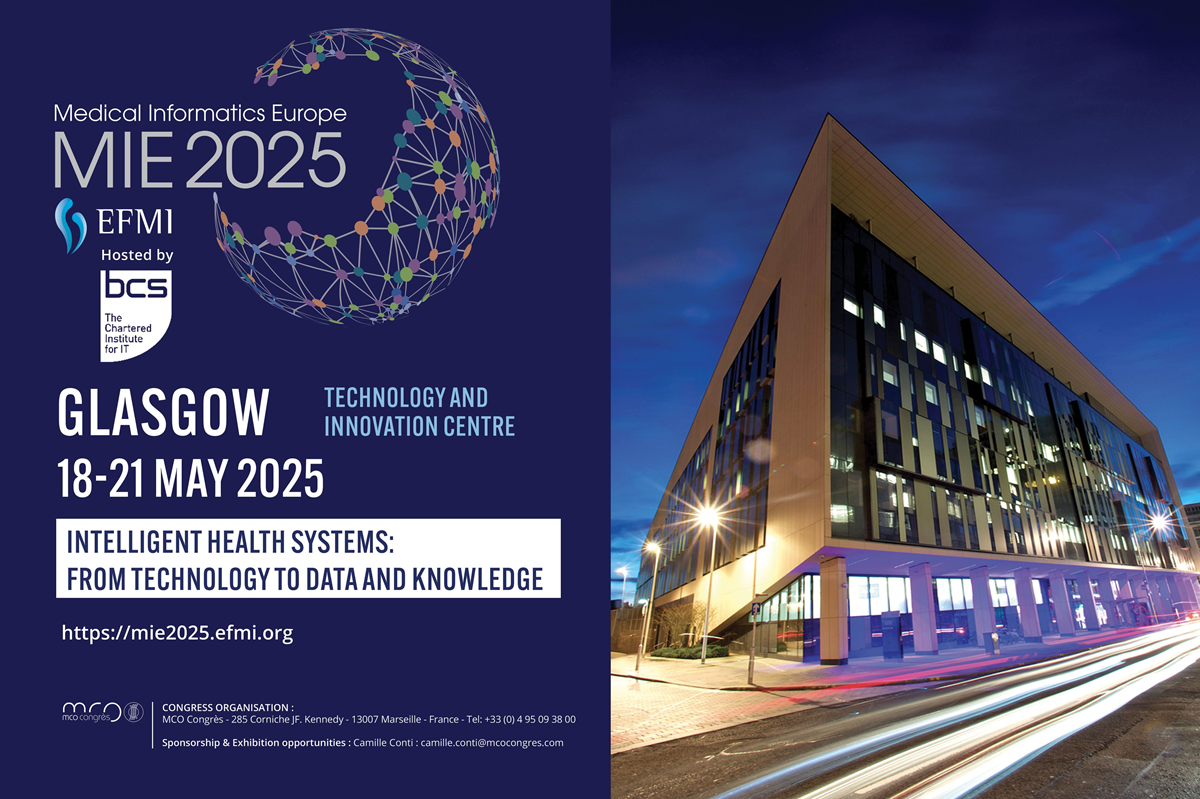 Medical Informatics Europe
MIE 2025
EFMI
Hosted by
bcs
The
Chartered
Institute
for IT
GLASGOW
TECHNOLOGY AND
INNOVATION CENTRE
18-21 MAY 2025
INTELLIGENT HEALTH SYSTEMS:
FROM TECHNOLOGY TO DATA AND KNOWLEDGE
https://mie2025.efmi.org
mco
mco congrès
CONGRESS ORGANISATION :
MCO Congrès - 285 Corniche JF. Kennedy - 13007 Marseille - France - Tel: +33 (0) 4 95 09 38 00
Sponsorship & Exhibition opportunities : Camille Conti : camille.conti@mcocongres.com